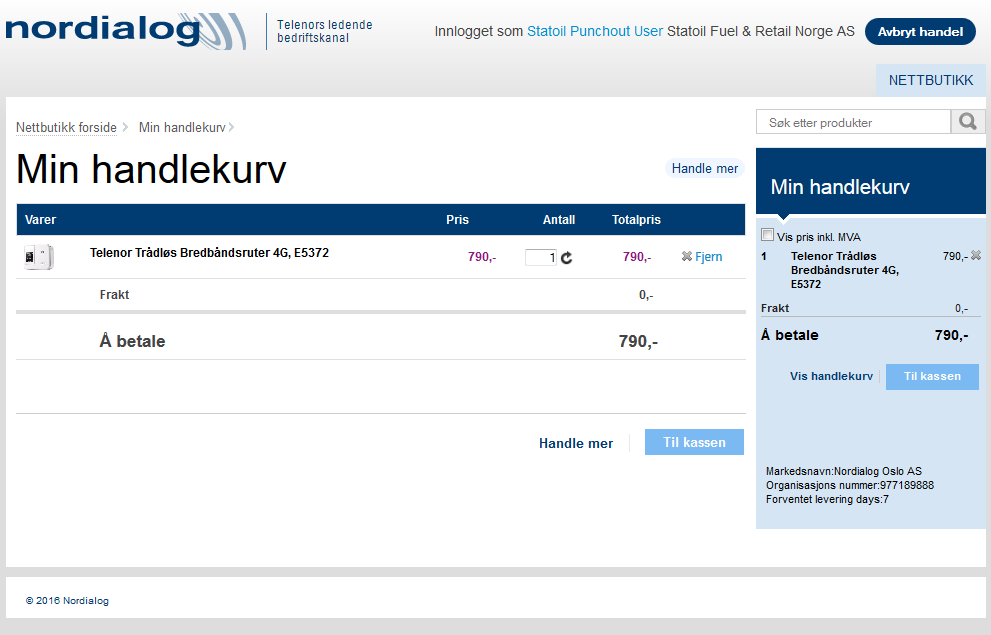 nordialog
Telenors ledende
bedriftskanal
Innlogget som Statoil Punchout User Statoil Fuel & Retail Norge AS
Avbryt handel
NETTBUTIKK
Nettbutikk forside
Min handlekurv
Søk etter produkter
Min handlekurv
Handle mer
Varer Pris Antall Totalpris
Telenor Trådløs Bredbåndsruter 4G, E5372 790,- 1 790,- Fjern
Frakt 0,-
Å betale 790,-
Handle mer
Til kassen
Min handlekurv
Vis pris inkl. MVA
1 Telenor Trådløs 790,-
Bredbåndsruter 4G,
E5372
Frakt 0,-
Å betale 790,-
Vis handlekurv
Til kassen
Markedsnavn:Nordialog Oslo AS
Organisasjons nummer:977189888
Forventet levering days:7
© 2016 Nordialog